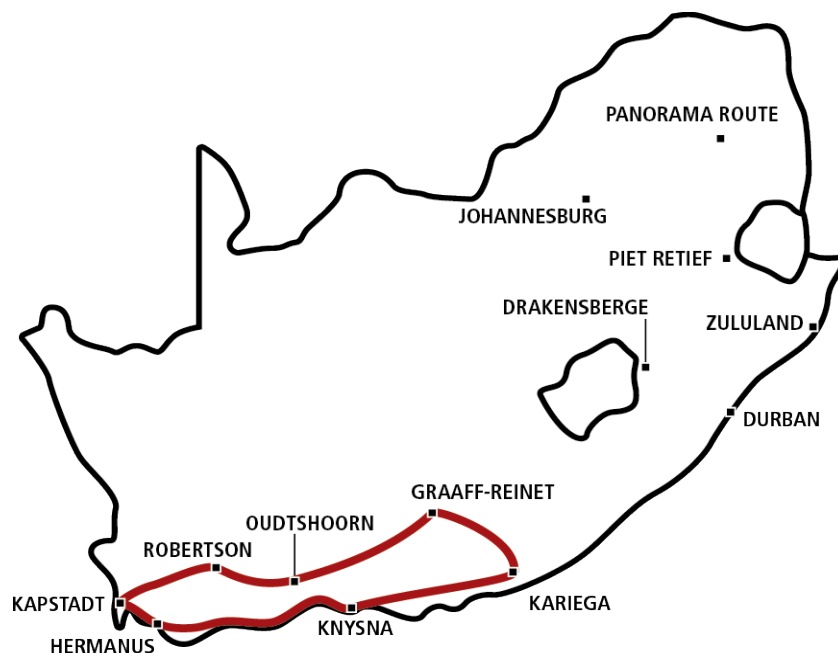 PANORAMA ROUTE
JOHANNESBURG
PIET RETIEF
DRAKENSBERGE
ZULULAND
DURBAN
GRAAFF-REINET
OUDTSHOORN
ROBERTSON
KAPSTADT
KARIEGA
KNYSNA
HERMANUS